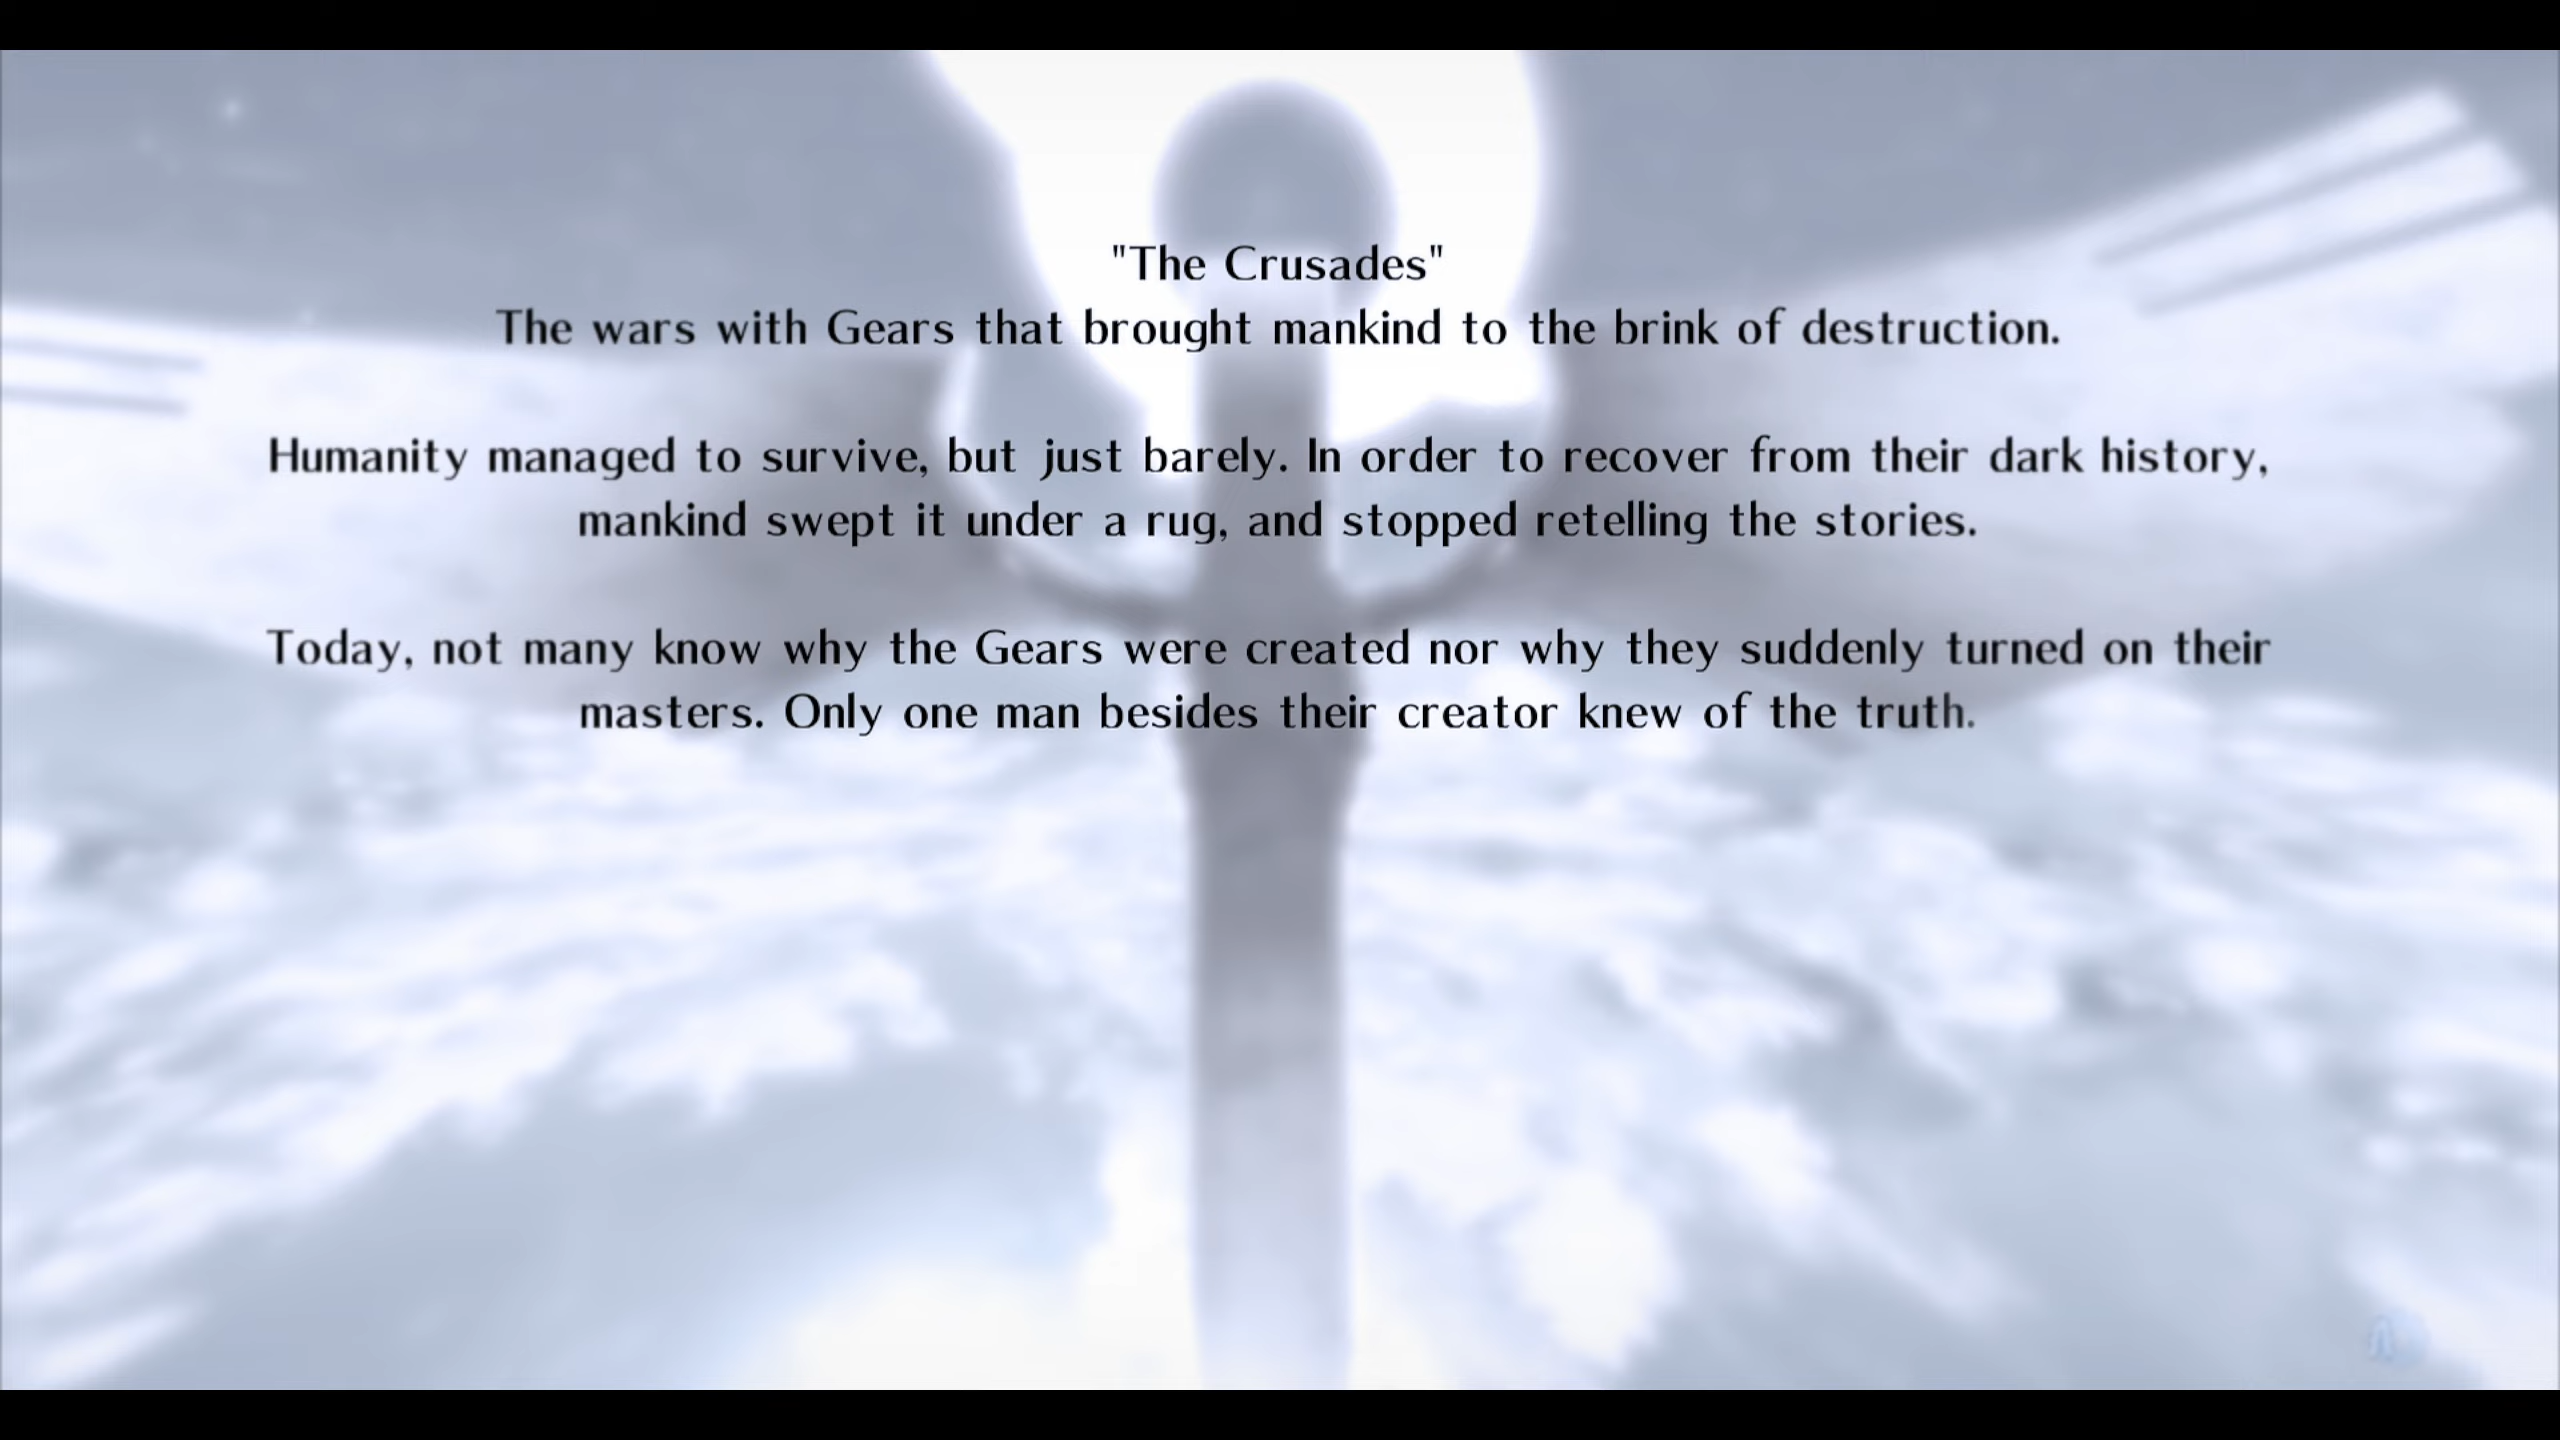 "The Crusades"
The wars with Gears that brought mankind to the brink of destruction.
Humanity managed to survive, but just barely. In order to recover from their dark history,
mankind swept it under a rug, and stopped retelling the stories.
Today, not many know why the Gears were created nor why they suddenly turned on their
masters. Only one man besides their creator knew of the truth.